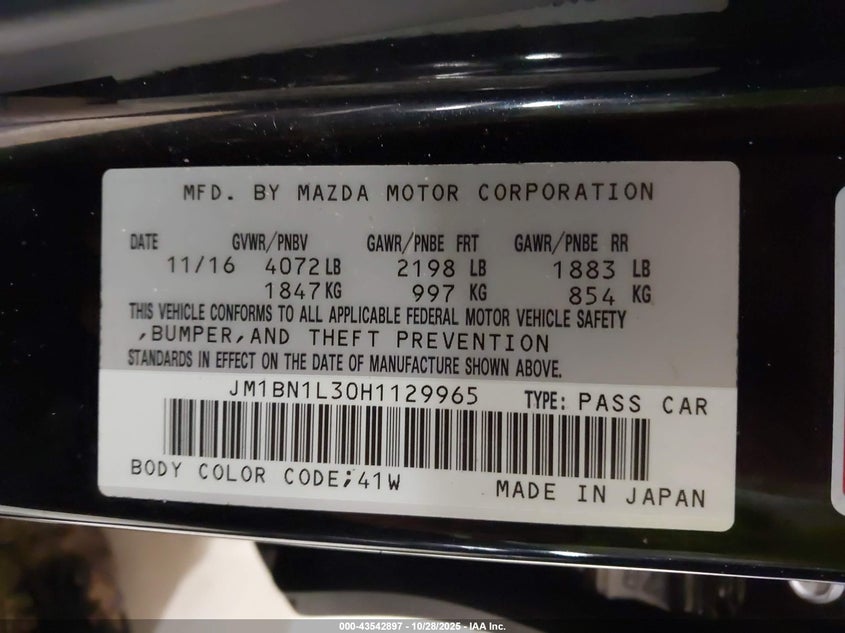 MFD. BY MAZDA MOTOR CORPORATION
DATE GVWR/PNBV GAWR/PNBE FRT GAWR/PNBE RR
11/16 4072 LB 2198 LB 1883 LB
1847 KG 997 KG 854 KG
THIS VEHICLE CONFORMS TO ALL APPLICABLE FEDERAL MOTOR VEHICLE SAFETY
,BUMPER,AND THEFT PREVENTION
STANDARDS IN EFFECT ON THE DATE OF MANUFACTURE SHOWN ABOVE.
JM1BN1L30H1129965 TYPE: PASS CAR
BODY COLOR CODE;41W MADE IN JAPAN
000-43542897 - 10/28/2025 - IAA Inc.